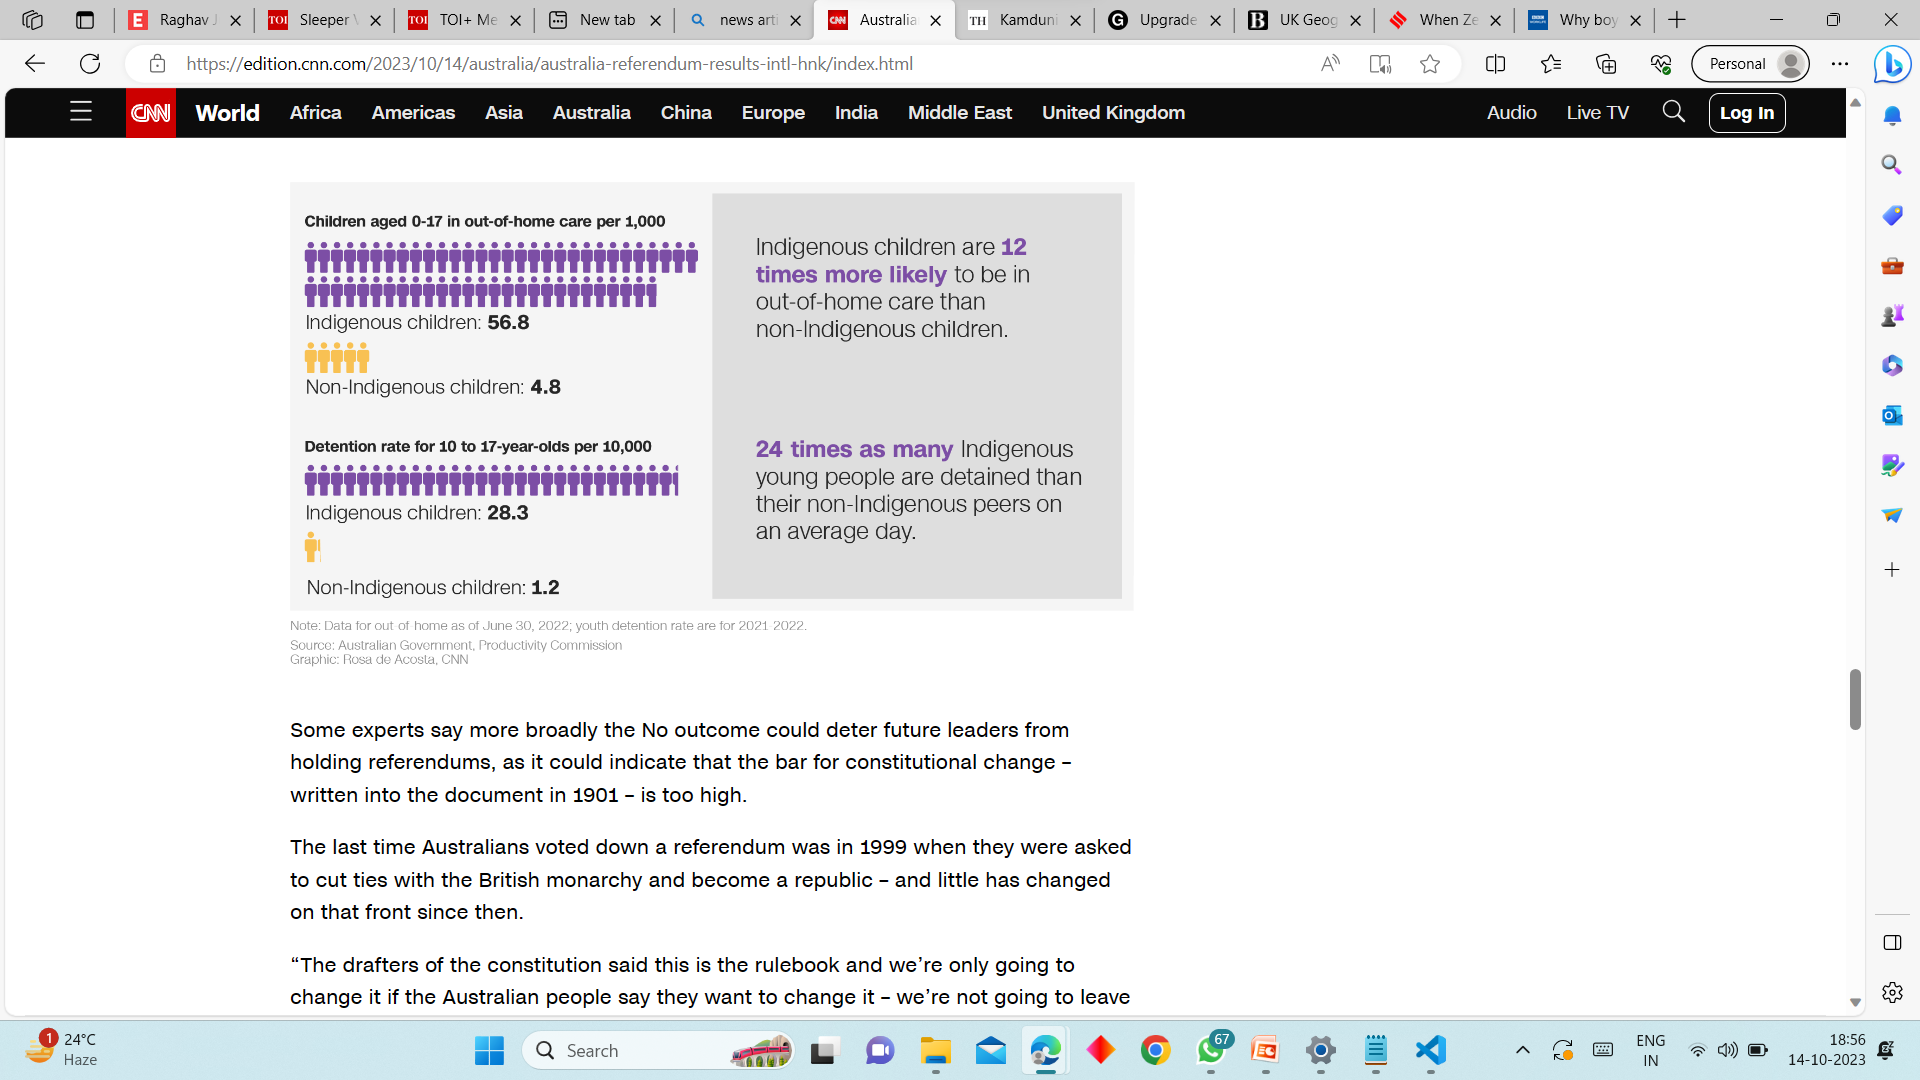 Raghav J
TOI Sleeper V
TOI TOI+ Me
New tab
news arti
CNN Australia
TH Kamduni
G Upgrade
B UK Geog
When Ze
Why boy
https://edition.cnn.com/2023/10/14/australia/australia-referendum-results-intl-hnk/index.html
Personal
CNN World Africa Americas Asia Australia China Europe India Middle East United Kingdom Audio Live TV Log In
Children aged 0-17 in out-of-home care per 1,000
Indigenous children: 56.8
Non-Indigenous children: 4.8
Indigenous children are 12
times more likely to be in
out-of-home care than
non-Indigenous children.
Detention rate for 10 to 17-year-olds per 10,000
Indigenous children: 28.3
Non-Indigenous children: 1.2
24 times as many Indigenous
young people are detained than
their non-Indigenous peers on
an average day.
Note: Data for out-of-home as of June 30, 2022; youth detention rate are for 2021-2022.
Source: Australian Government, Productivity Commission
Graphic: Rosa de Acosta, CNN
Some experts say more broadly the No outcome could deter future leaders from
holding referendums, as it could indicate that the bar for constitutional change –
written into the document in 1901 – is too high.
The last time Australians voted down a referendum was in 1999 when they were asked
to cut ties with the British monarchy and become a republic – and little has changed
on that front since then.
“The drafters of the constitution said this is the rulebook and we’re only going to
change it if the Australian people say they want to change it – we’re not going to leave
1
24°C
Haze
Search
67
ENG
IN
18:56
14-10-2023